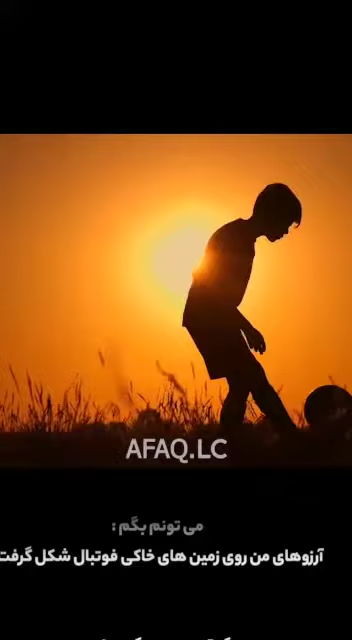 AFAQ.LC
می تونم بگم :
آرزوهای من روی زمین های خاکی فوتبال شکل گرفت